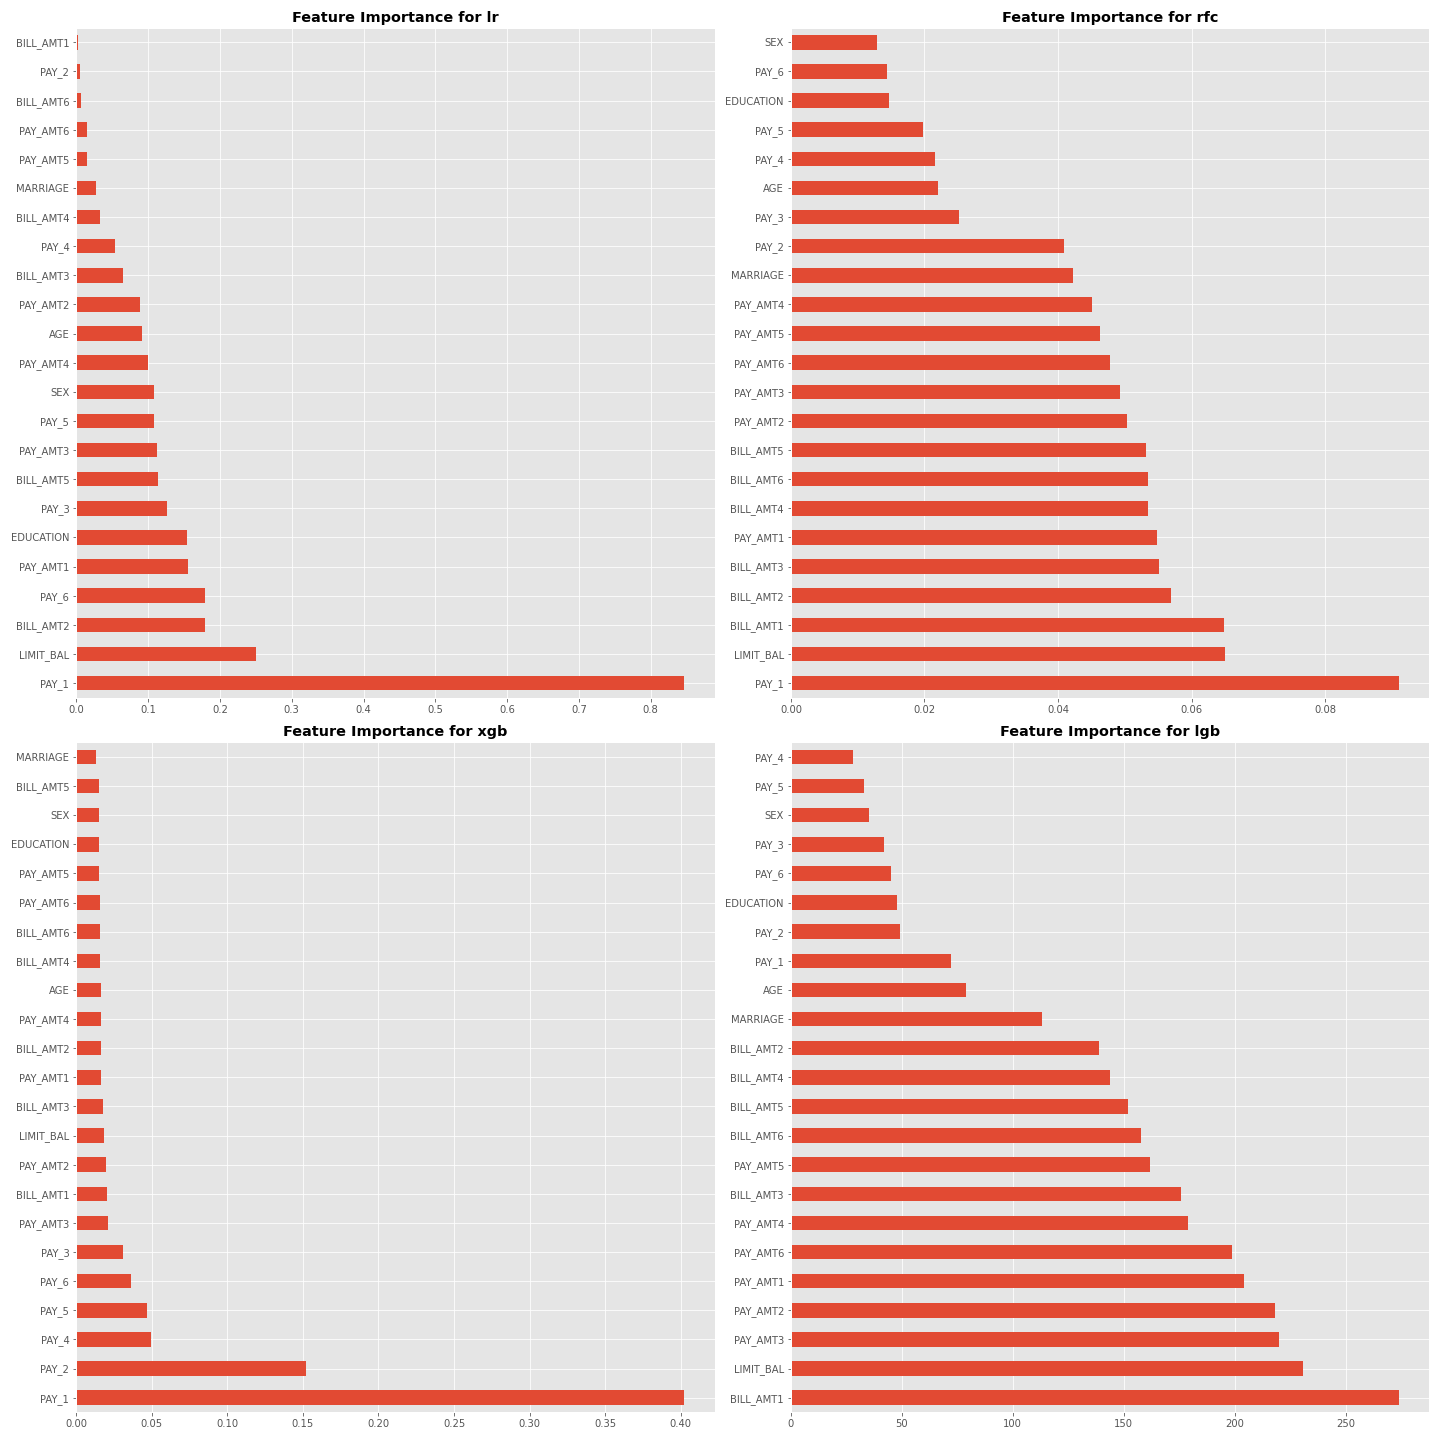 Feature Importance for lr
BILL_AMT1
PAY_2
BILL_AMT6
PAY_AMT6
PAY_AMT5
MARRIAGE
BILL_AMT4
PAY_4
BILL_AMT3
PAY_AMT2
AGE
PAY_AMT4
SEX
PAY_5
PAY_AMT3
BILL_AMT5
PAY_3
EDUCATION
PAY_AMT1
PAY_6
BILL_AMT2
LIMIT_BAL
PAY_1
0.0 0.1 0.2 0.3 0.4 0.5 0.6 0.7 0.8
Feature Importance for rfc
SEX
PAY_6
EDUCATION
PAY_5
PAY_4
AGE
PAY_3
PAY_2
MARRIAGE
PAY_AMT4
PAY_AMT5
PAY_AMT6
PAY_AMT3
PAY_AMT2
BILL_AMT5
BILL_AMT6
BILL_AMT4
PAY_AMT1
BILL_AMT3
BILL_AMT2
BILL_AMT1
LIMIT_BAL
PAY_1
0.00 0.02 0.04 0.06 0.08
Feature Importance for xgb
MARRIAGE
BILL_AMT5
SEX
EDUCATION
PAY_AMT5
PAY_AMT6
BILL_AMT6
BILL_AMT4
AGE
PAY_AMT4
BILL_AMT2
PAY_AMT1
BILL_AMT3
LIMIT_BAL
PAY_AMT2
BILL_AMT1
PAY_AMT3
PAY_3
PAY_6
PAY_5
PAY_4
PAY_2
PAY_1
0.00 0.05 0.10 0.15 0.20 0.25 0.30 0.35 0.40
Feature Importance for lgb
PAY_4
PAY_5
SEX
PAY_3
PAY_6
EDUCATION
PAY_2
PAY_1
AGE
MARRIAGE
BILL_AMT2
BILL_AMT4
BILL_AMT5
BILL_AMT6
PAY_AMT5
BILL_AMT3
PAY_AMT4
PAY_AMT6
PAY_AMT1
PAY_AMT2
PAY_AMT3
LIMIT_BAL
BILL_AMT1
0 50 100 150 200 250